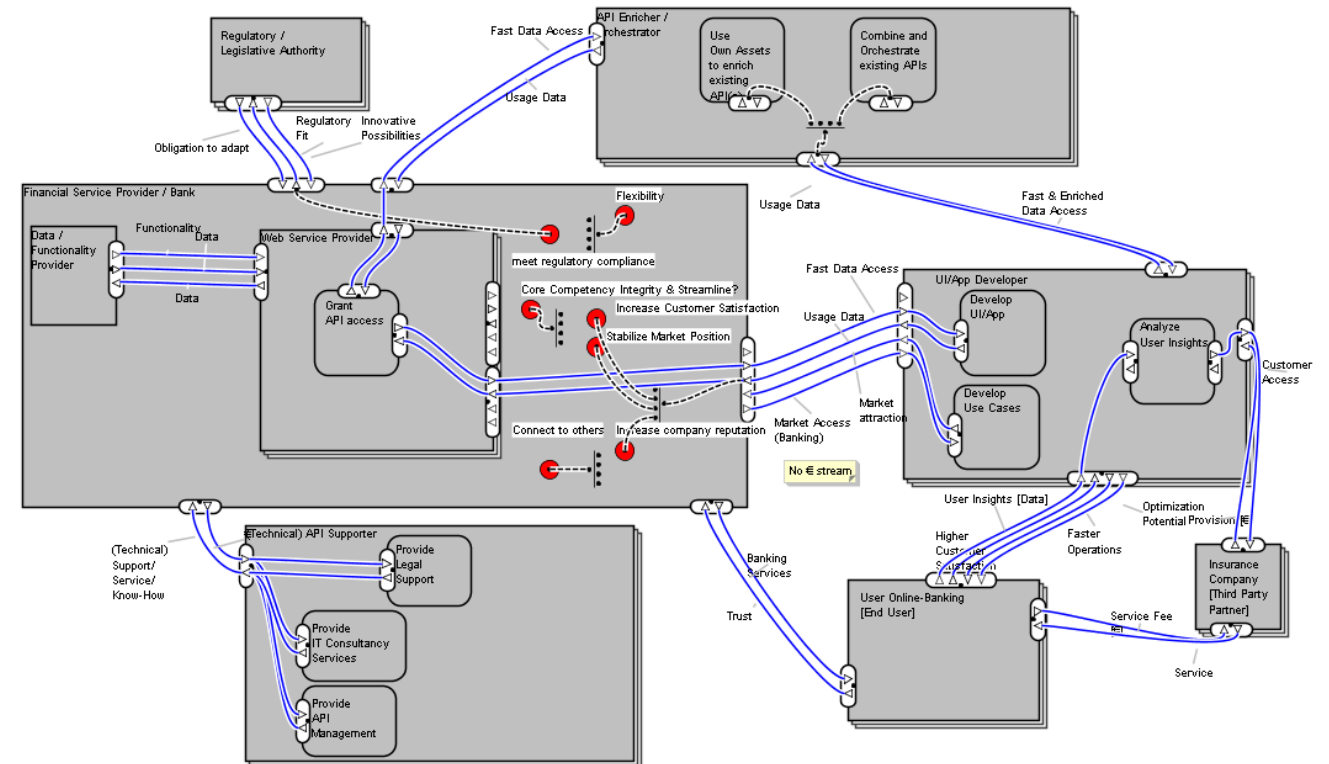 Regulatory /
Legislative Authority
Fast Data Access
API Enricher /
Orchestrator
Use
Own Assets
to enrich
existing
Combine and
Orchestrate
existing APIs
Usage Data
Regulatory
Fit
Innovative
Possibilities
Obligation to adapt
Usage Data
Fast & Enriched
Data Access
Financial Service Provider / Bank
Flexibility
Data /
Functionality
Provider
Functionality
Data
Data
Web Service Provider
meet regulatory compliance
Grant
API access
Core Competency Integrity & Streamline?
Increase Customer Satisfaction
Stabilize Market Position
Connect to others
Increase company reputation
Fast Data Access
Usage Data
Market
attraction
Market Access
(Banking)
No € stream
UI/App Developer
Develop
UI/App
Analyze
User Insights
Develop
Use Cases
Customer
Access
User Insights [Data]
Optimization
Potential
Provision [€
Higher
Customer
Satisfaction
Faster
Operations
(Technical)
Support/
Service/
Know-How
€
(Technical) API Supporter
Provide
Legal
Support
Provide
IT Consultancy
Services
Provide
API
Management
Banking
Services
Trust
User Online-Banking
[End User]
Service Fee
Service
Insurance
Company
[Third Party
Partner]